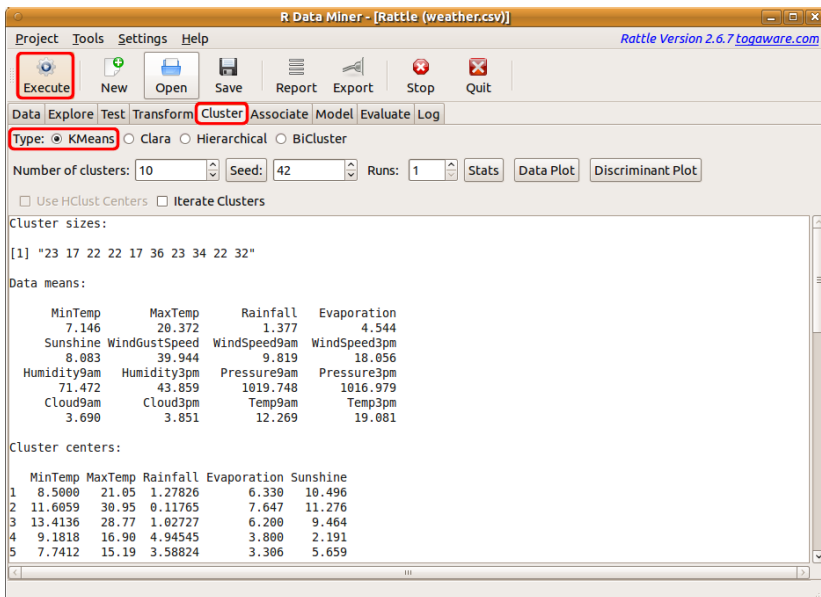 R Data Miner - [Rattle (weather.csv)]
Project Tools Settings Help Rattle Version 2.6.7 togaware.com
Execute New Open Save Report Export Stop Quit
Data Explore Test Transform Cluster Associate Model Evaluate Log
Type: KMeans Clara Hierarchical BiCluster
Number of clusters: 10 Seed: 42 Runs: 1 Stats Data Plot Discriminant Plot
Use HClust Centers Iterate Clusters
Cluster sizes:
[1] "23 17 22 22 17 36 23 34 22 32"
Data means:
MinTemp MaxTemp Rainfall Evaporation
7.146 20.372 1.377 4.544
Sunshine WindGustSpeed WindSpeed9am WindSpeed3pm
8.083 39.944 9.819 18.056
Humidity9am Humidity3pm Pressure9am Pressure3pm
71.472 43.859 1019.748 1016.979
Cloud9am Cloud3pm Temp9am Temp3pm
3.690 3.851 12.269 19.081
Cluster centers:
MinTemp MaxTemp Rainfall Evaporation Sunshine
1 8.5000 21.05 1.27826 6.330 10.496
2 11.6059 30.95 0.11765 7.647 11.276
3 13.4136 28.77 1.02727 6.200 9.464
4 9.1818 16.90 4.94545 3.800 2.191
5 7.7412 15.19 3.58824 3.306 5.659